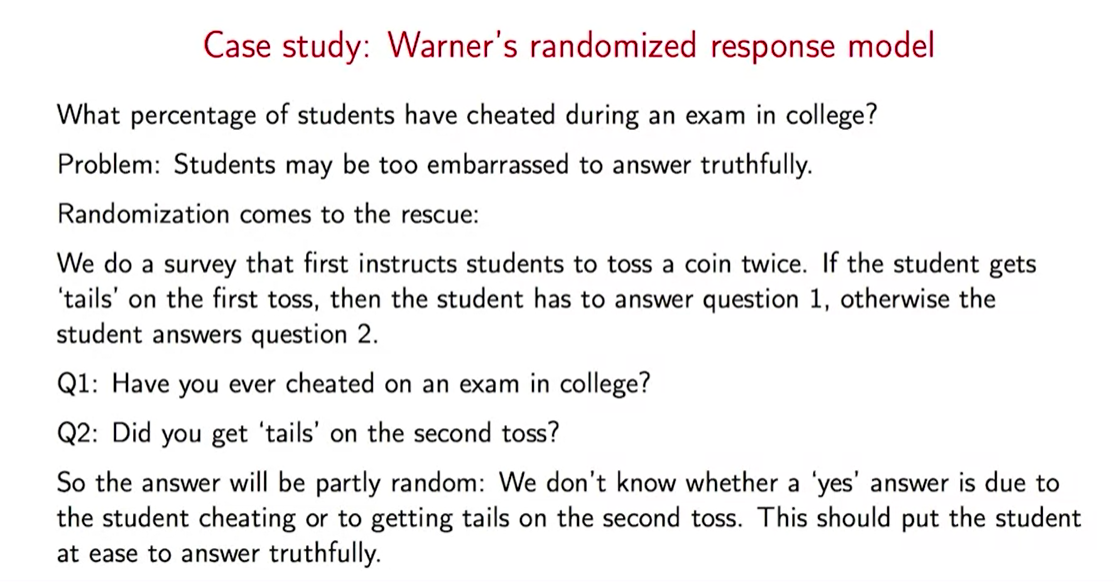 Case study: Warner's randomized response model
What percentage of students have cheated during an exam in college?
Problem: Students may be too embarrassed to answer truthfully.
Randomization comes to the rescue:
We do a survey that first instructs students to toss a coin twice. If the student gets
‘tails’ on the first toss, then the student has to answer question 1, otherwise the
student answers question 2.
Q1: Have you ever cheated on an exam in college?
Q2: Did you get ‘tails’ on the second toss?
So the answer will be partly random: We don't know whether a ‘yes’ answer is due to
the student cheating or to getting tails on the second toss. This should put the student
at ease to answer truthfully.